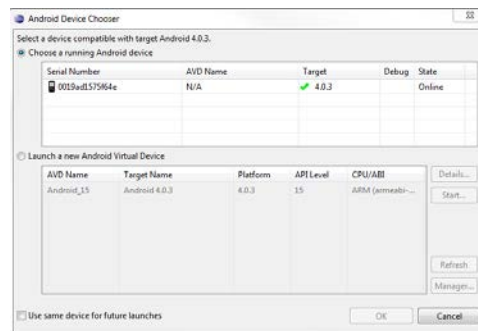 Android Device Chooser
Select a device compatible with target Android 4.0.3.
Choose a running Android device
Serial Number AVD Name Target Debug State
0019ad1575f64e N/A 4.0.3 Online
Launch a new Android Virtual Device
AVD Name Target Name Platform API Level CPU/ABI Details...
Android_15 Android 4.0.3 4.0.3 15 ARM (armeabi-... Start...
Refresh
Manager...
Use same device for future launches OK Cancel